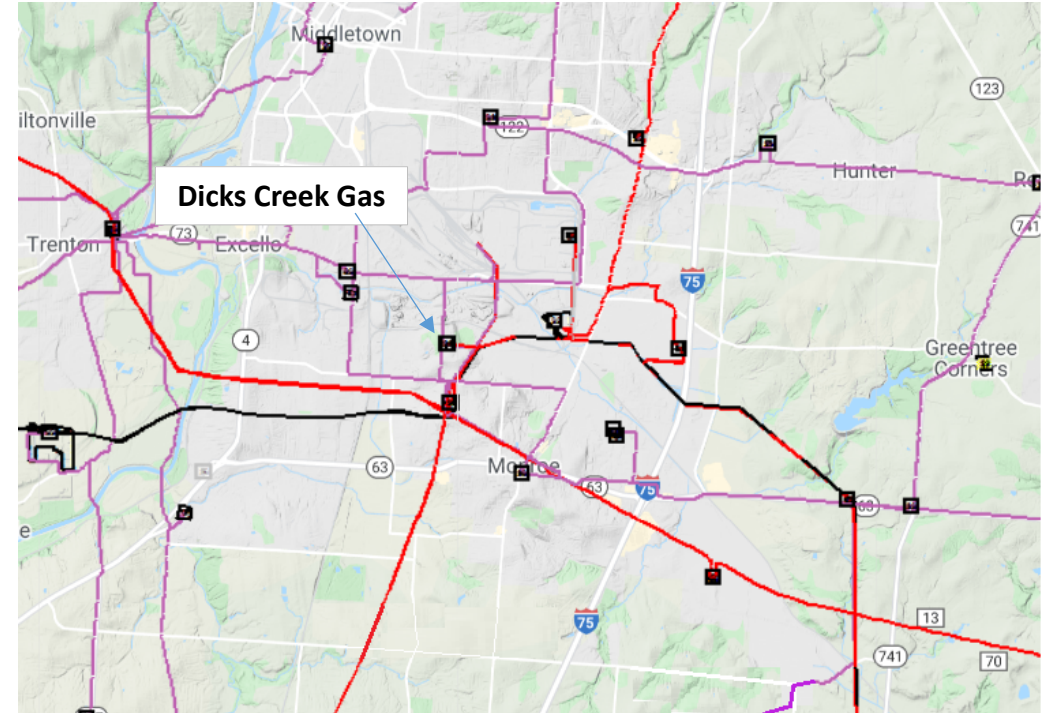 Middletown
iltonville
122
123
Hunter
Dicks Creek Gas
741
Trenton
73
Excello
75
4
Greentree
Corners
63
Monroe
63
75
63
e
75
13
741
70